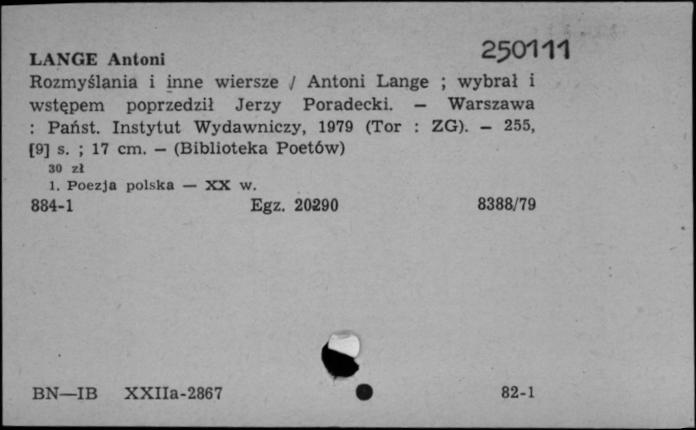 250111
LANGE Antoni
Rozmyślania i inne wiersze / Antoni Lange ; wybrał i
wstępem poprzedził Jerzy Poradecki. — Warszawa
: Państ. Instytut Wydawniczy, 1979 (Tor : ZG). — 255,
[9] s. ; 17 cm. — (Biblioteka Poetów)
30 zł
1. Poezja polska — XX w.
884-1 Egz. 20290 8388/79
BN—IB XXIIa-2867 82-1